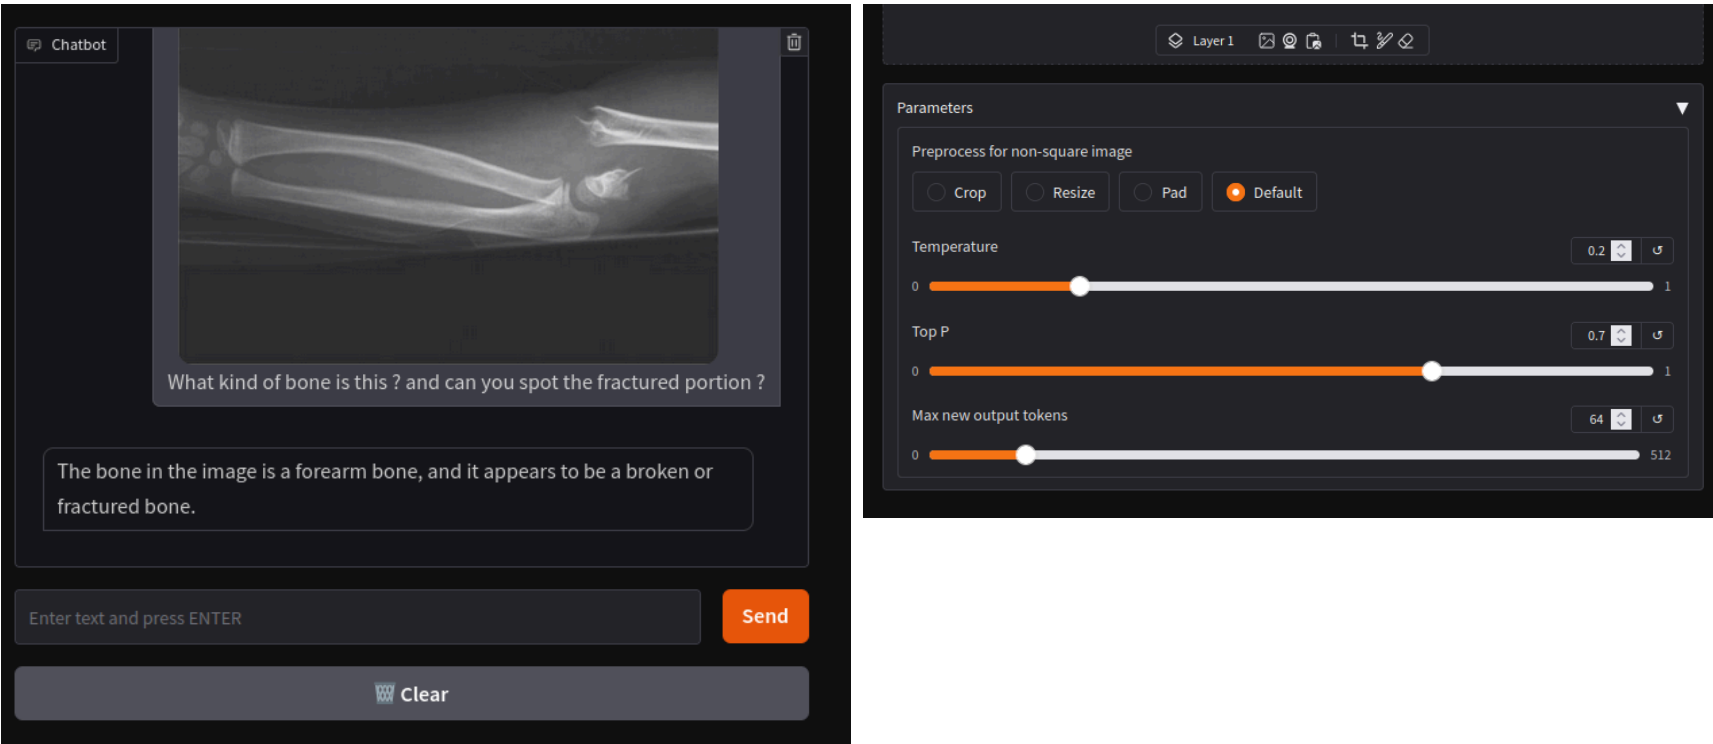 Chatbot
What kind of bone is this ? and can you spot the fractured portion ?
The bone in the image is a forearm bone, and it appears to be a broken or
fractured bone.
Enter text and press ENTER
Send
Clear
Layer 1
Parameters
Preprocess for non-square image
Crop
Resize
Pad
Default
Temperature
0.2
0
1
Top P
0.7
0
1
Max new output tokens
64
0
512